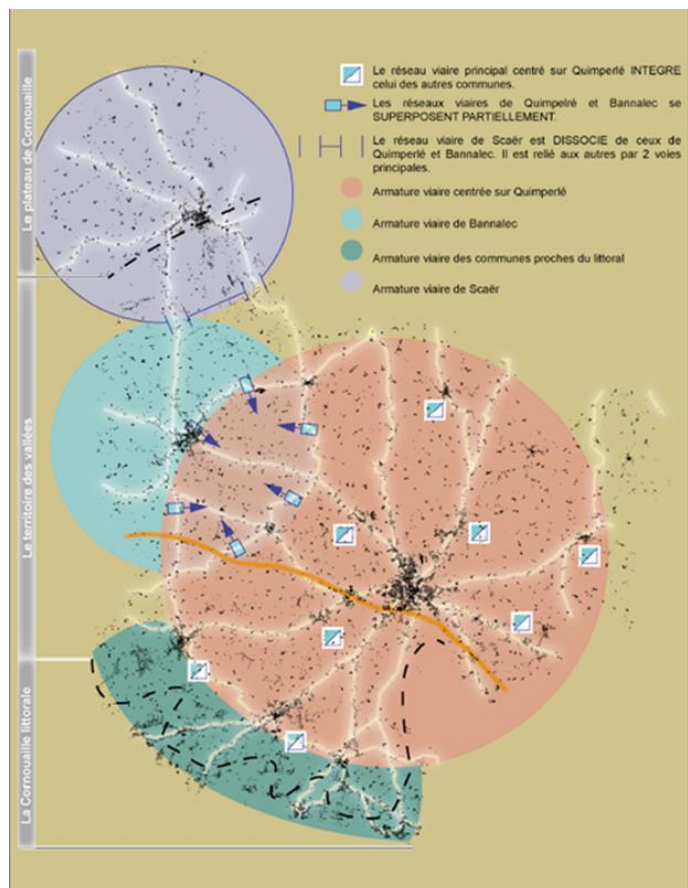 Le réseau viaire principal centré sur Quimperlé INTEGRE
celui des autres communes.
Les réseaux viaires de Quimpelré et Bannalec se
SUPERPOSENT PARTIELLEMENT.
Le réseau viaire de Scaër est DISSOCIE de ceux de
Quimperlé et Bannalec. Il est relié aux autres par 2 voies
principales.
Armature viaire centrée sur Quimperlé
Armature viaire de Bannalec
Armature viaire des communes proches du littoral
Armature viaire de Scaër
Le plateau de Cornouaille
Le territoire des vallées
La Cornouaille littorale